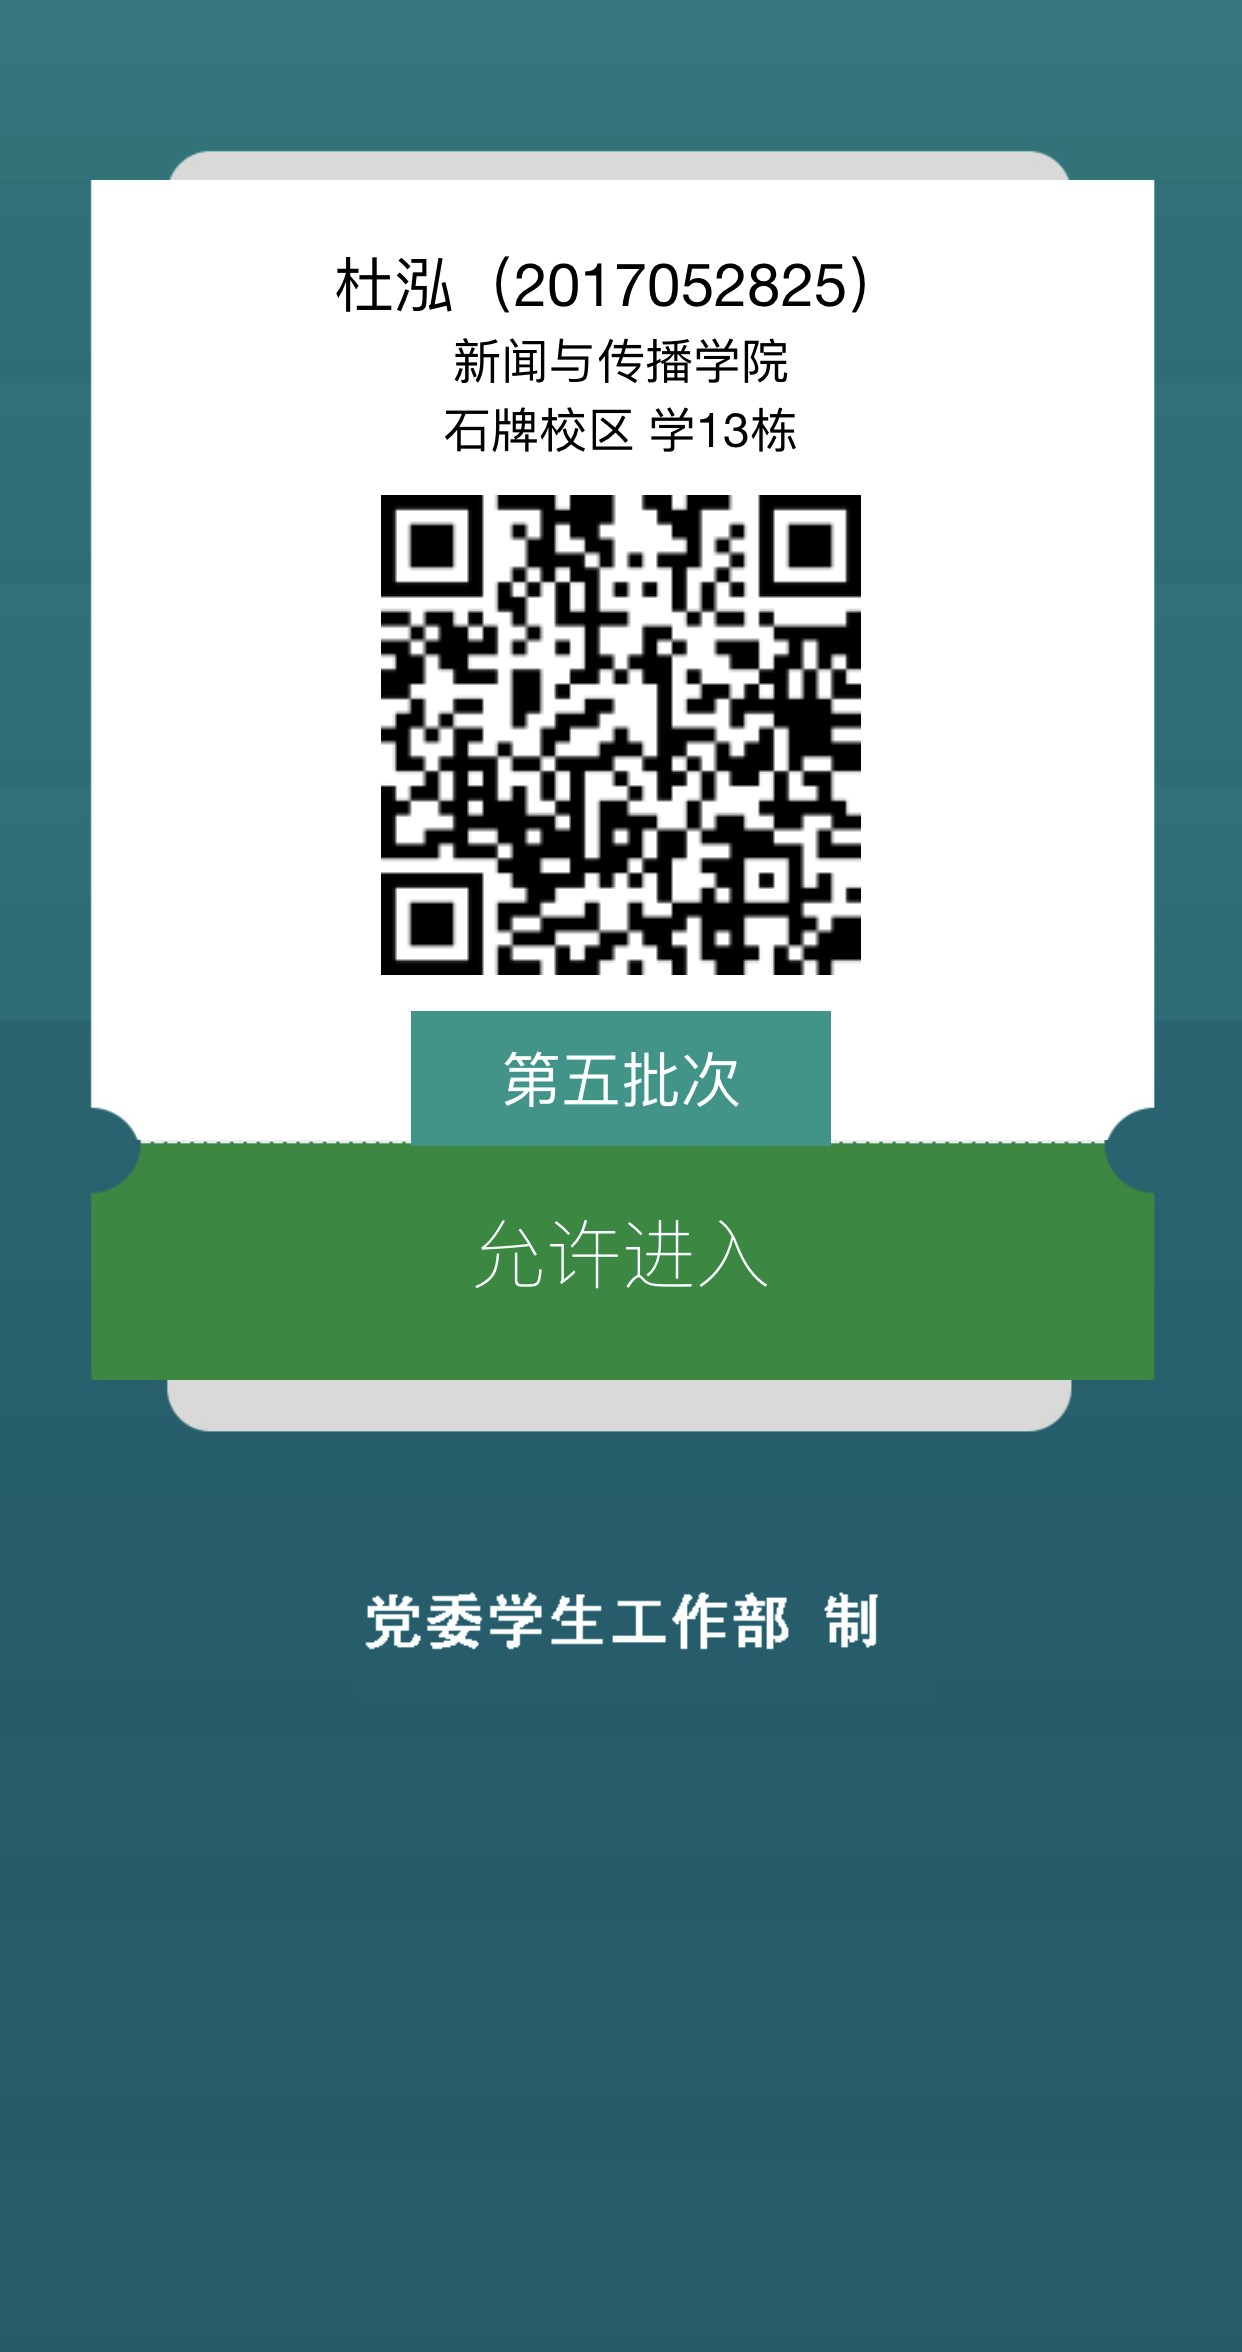 杜泓（2017052825）
新闻与传播学院
石牌校区 学13栋
第五批次
允许进入
党委学生工作部 制